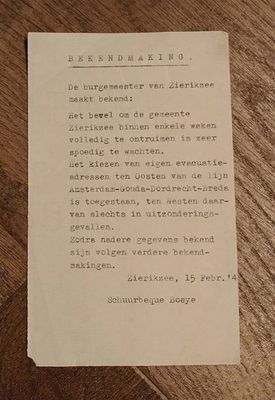 BEKENDMAKING.
De burgemeester van Zierikzee
maakt bekend:
Het bevel om de gemeente
Zierikzee binnen enkele weken
volledig te ontruimen is zeer
spoedig te wachten.
Het kiezen van eigen evacuatie-
adressen ten Oosten van de lijn
Amsterdam-Gouda-Dordrecht-Breda
is toegestaan, ten Westen daar-
van slechts in uitzonderings-
gevallen.
Zodra nadere gegevens bekend
zijn volgen verdere bekend-
makingen.
Zierikzee, 15 Febr.'4
Schuurbeque Boeye